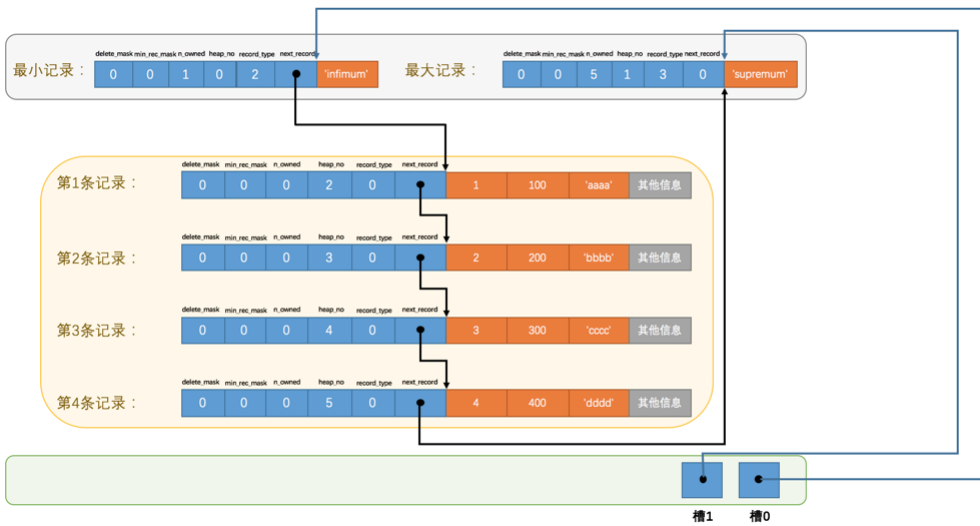 delete_mask min_rec_mask n_owned heap_no record_type next_record
最小记录： 0 0 1 0 2 'infimum'
delete_mask min_rec_mask n_owned heap_no record_type next_record
最大记录： 0 0 5 1 3 0 'supremum'
delete_mask min_rec_mask n_owned heap_no record_type next_record
第1条记录： 0 0 0 2 0 1 100 'aaaa' 其他信息
delete_mask min_rec_mask n_owned heap_no record_type next_record
第2条记录： 0 0 0 3 0 2 200 'bbbb' 其他信息
delete_mask min_rec_mask n_owned heap_no record_type next_record
第3条记录： 0 0 0 4 0 3 300 'cccc' 其他信息
delete_mask min_rec_mask n_owned heap_no record_type next_record
第4条记录： 0 0 0 5 0 4 400 'dddd' 其他信息
槽1 槽0